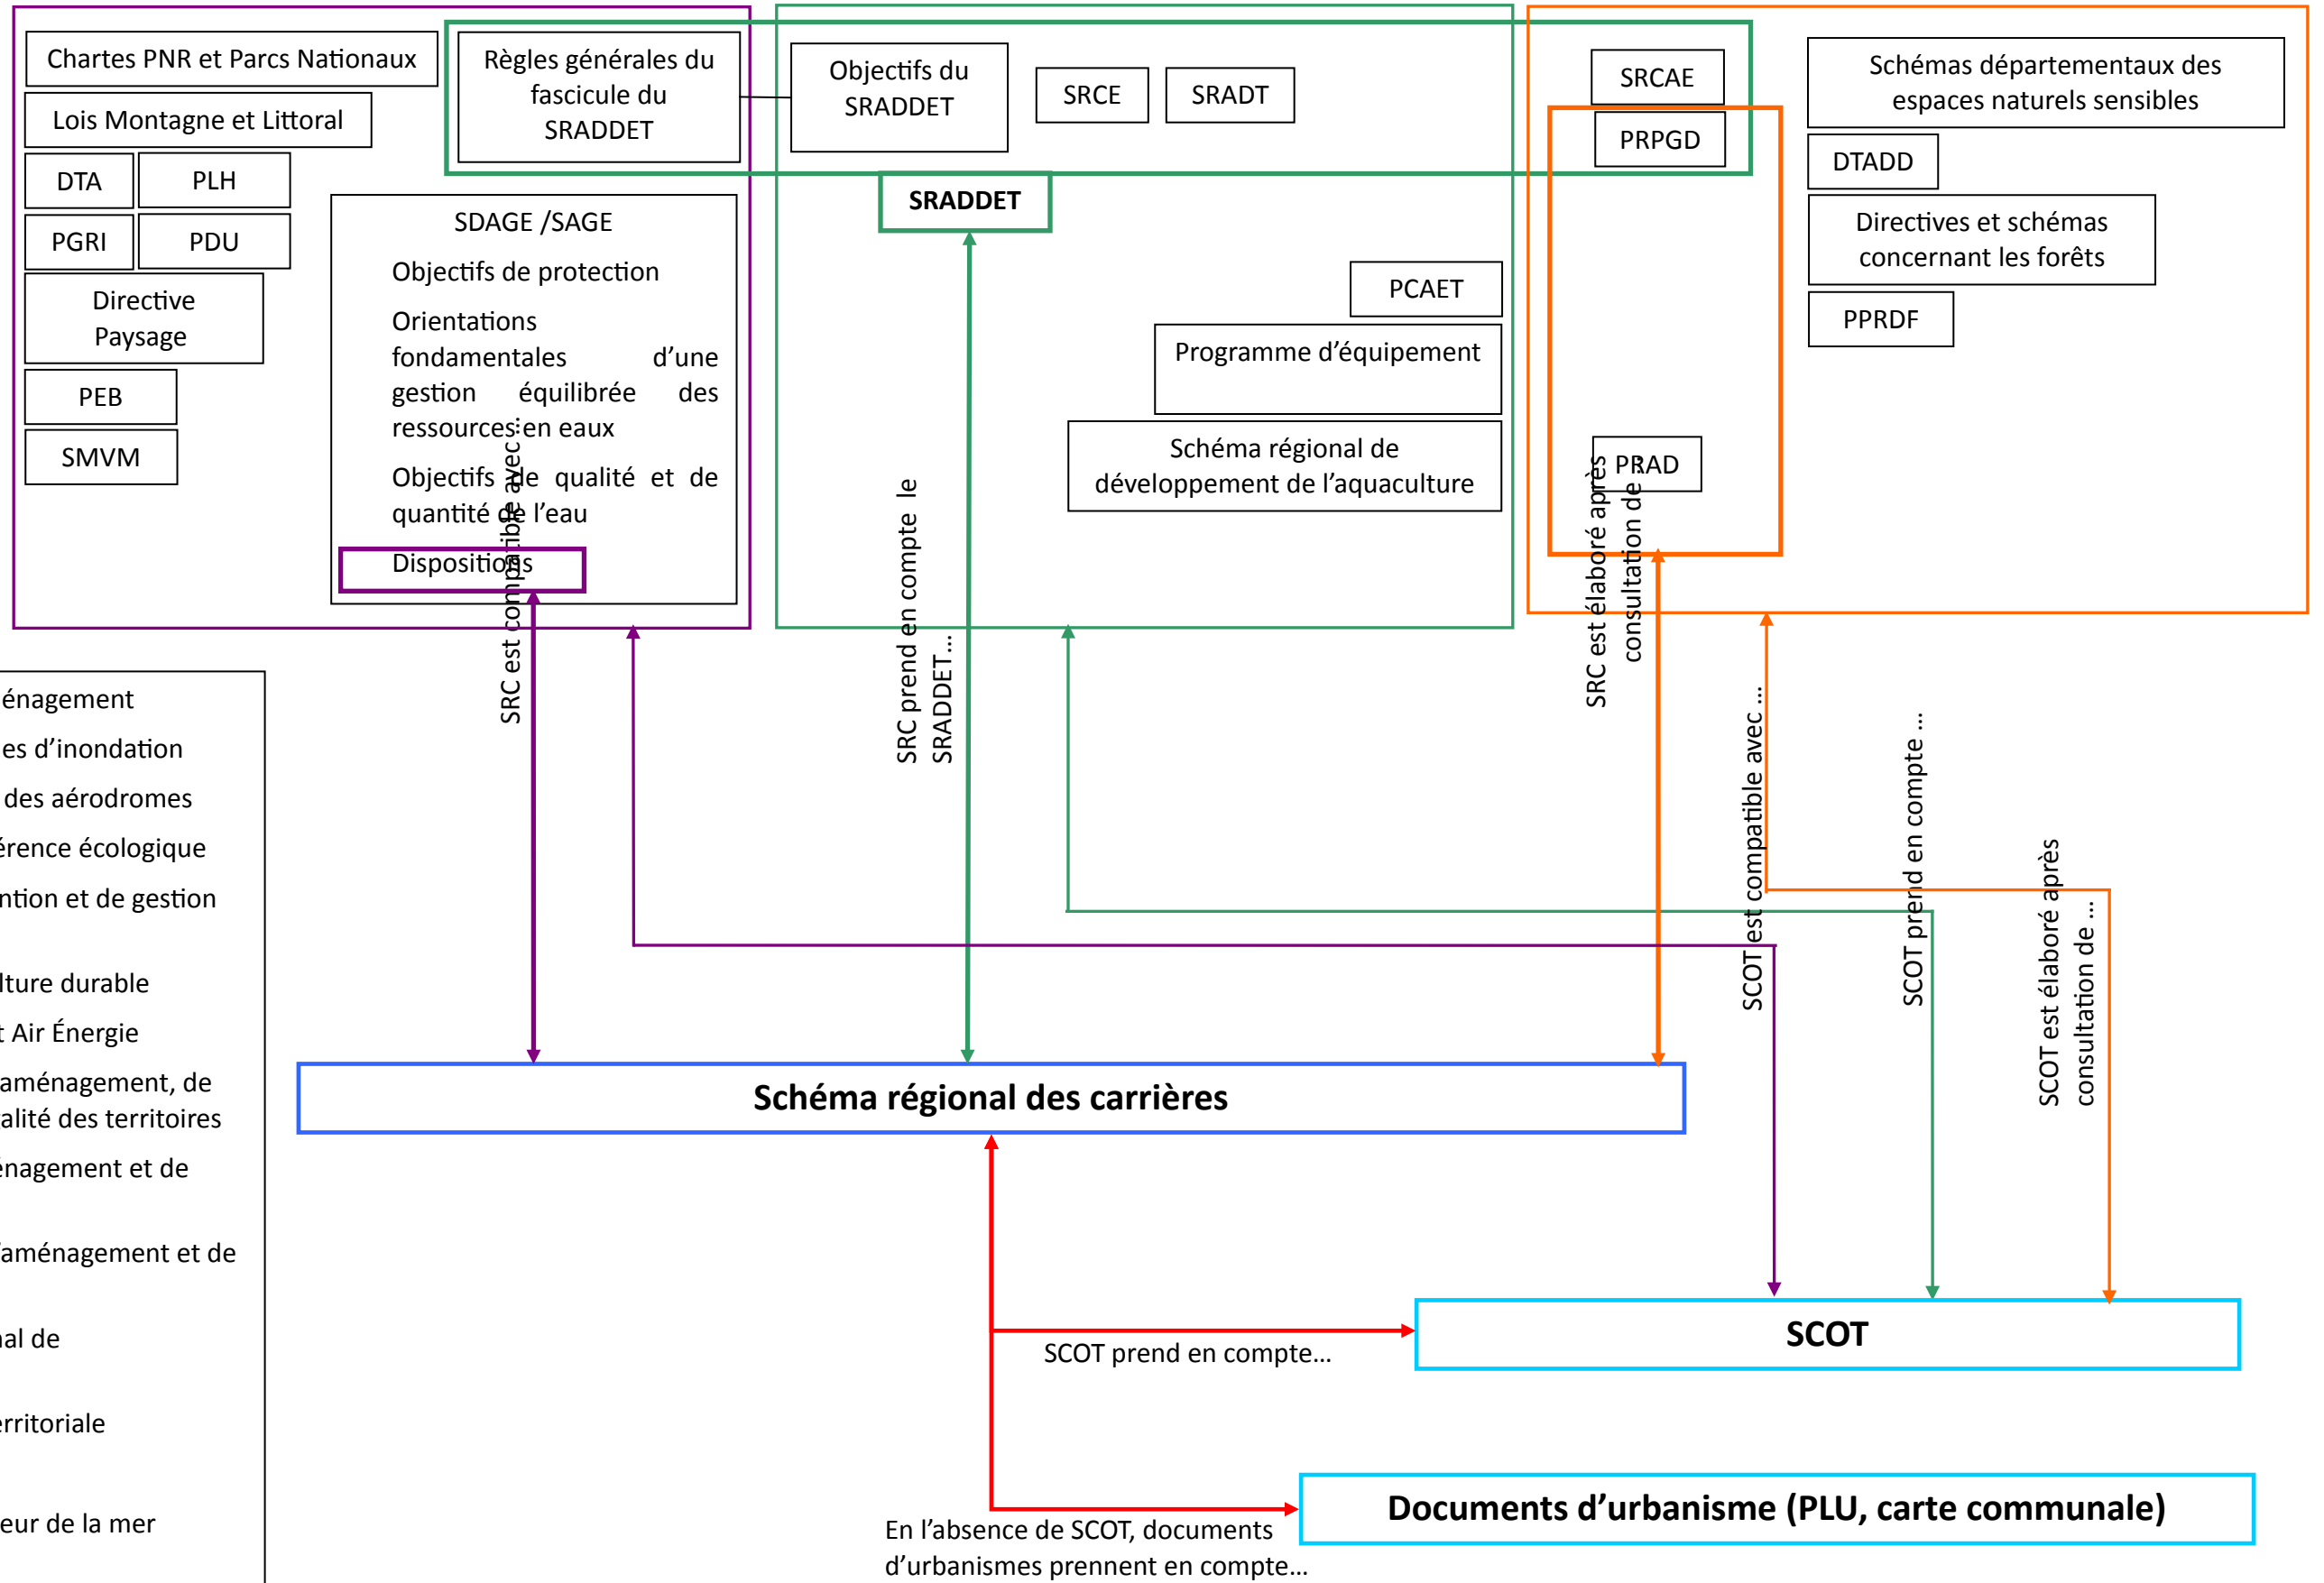 Chartes PNR et Parcs Nationaux
Lois Montagne et Littoral
DTA
PLH
PGRI
PDU
Directive
Paysage
PEB
SMVM
Règles générales du
fascicule du
SRADDET
SDAGE /SAGE
Objectifs de protection
Orientations
fondamentales d’une
gestion équilibrée des
ressources en eaux
Objectifs de qualité et de
quantité de l’eau
Dispositions
Objectifs du
SRADDET
SRCE
SRADT
SRADDET
PCAET
Programme d’équipement
Schéma régional de
développement de l’aquaculture
SRCAE
PRPGD
PRAD
Schémas départementaux des
espaces naturels sensibles
DTADD
Directives et schémas
concernant les forêts
PPRDF
SRC est compatible avec ...
SRC prend en compte le
SRADDET...
SRC est élaboré après
consultation de :
SCOT est compatible avec ...
SCOT prend en compte ...
SCOT est élaboré après
consultation de ...
énagement
es d’inondation
des aérodromes
érence écologique
ntion et de gestion
lture durable
t Air Énergie
aménagement, de
alité des territoires
énagement et de
’aménagement et de
nal de
erritoriale
eur de la mer
Schéma régional des carrières
SCOT prend en compte...
SCOT
En l’absence de SCOT, documents
d’urbanismes prennent en compte...
Documents d’urbanisme (PLU, carte communale)